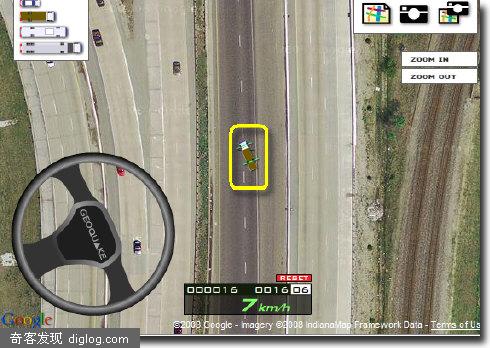 ZOOM IN
ZOOM OUT
GEOQUAKE
RESET
000016 0016 06
7 km/h
Google
©2008 Google - Imagery ©2008 IndianaMap Framework Data - Terms of Us
奇客发现 diglog.com